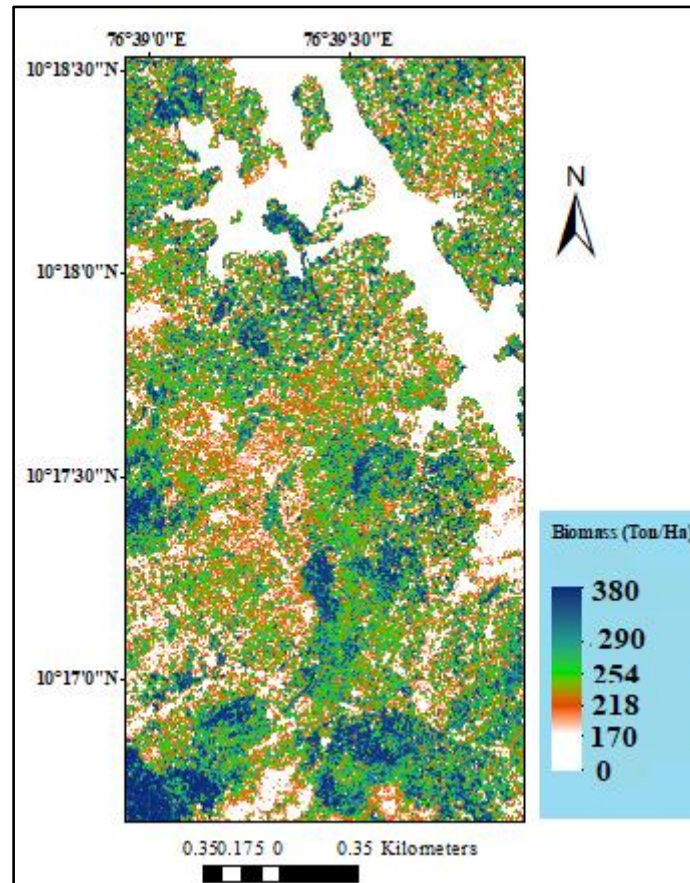 76°39'0"E 76°39'30"E
10°18'30"N
N
10°18'0"N
10°17'30"N
Biomass (Ton/Ha)
380
290
254
218
170
0
10°17'0"N
0.350.175 0 0.35 Kilometers